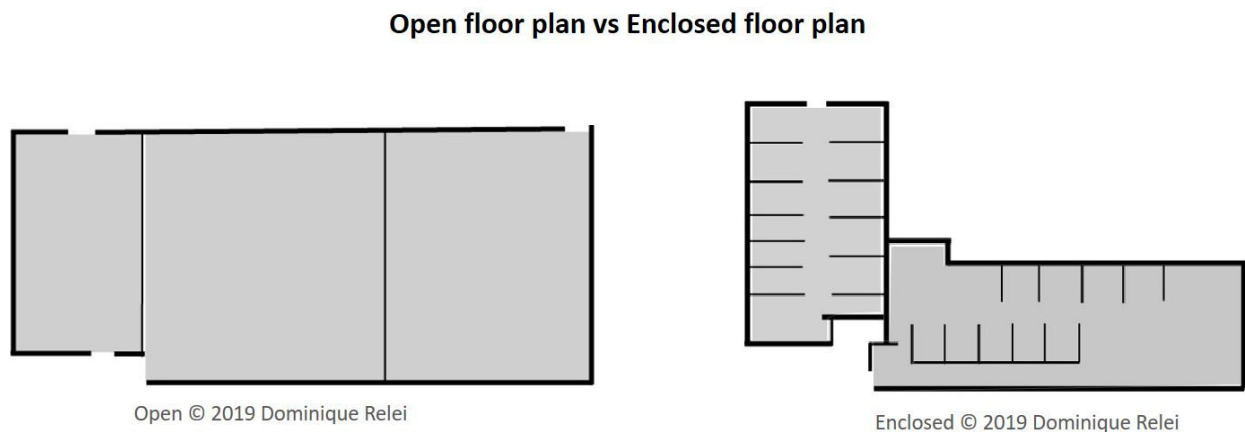 Open floor plan vs Enclosed floor plan
Open © 2019 Dominique Relei
Enclosed © 2019 Dominique Relei